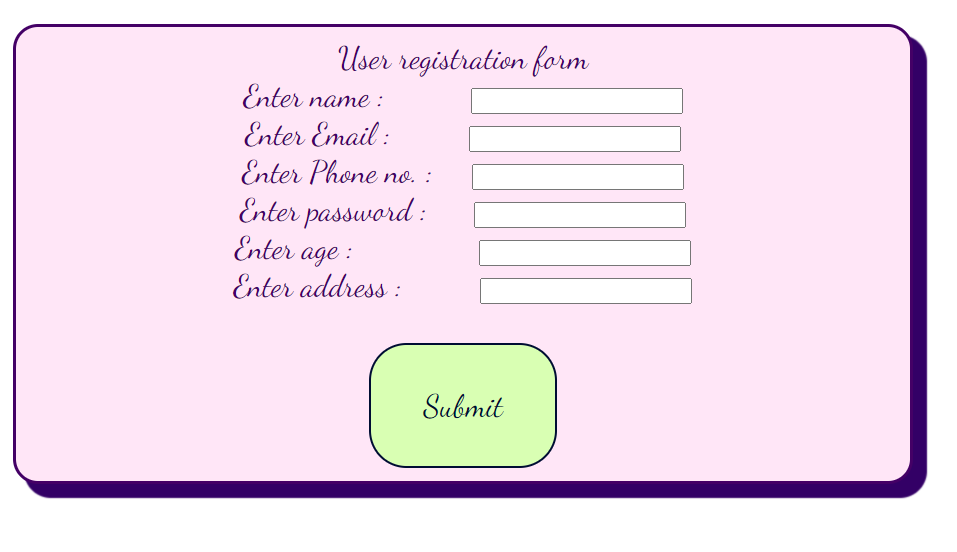 User registration form
Enter name :
Enter Email :
Enter Phone no. :
Enter password :
Enter age :
Enter address :
Submit